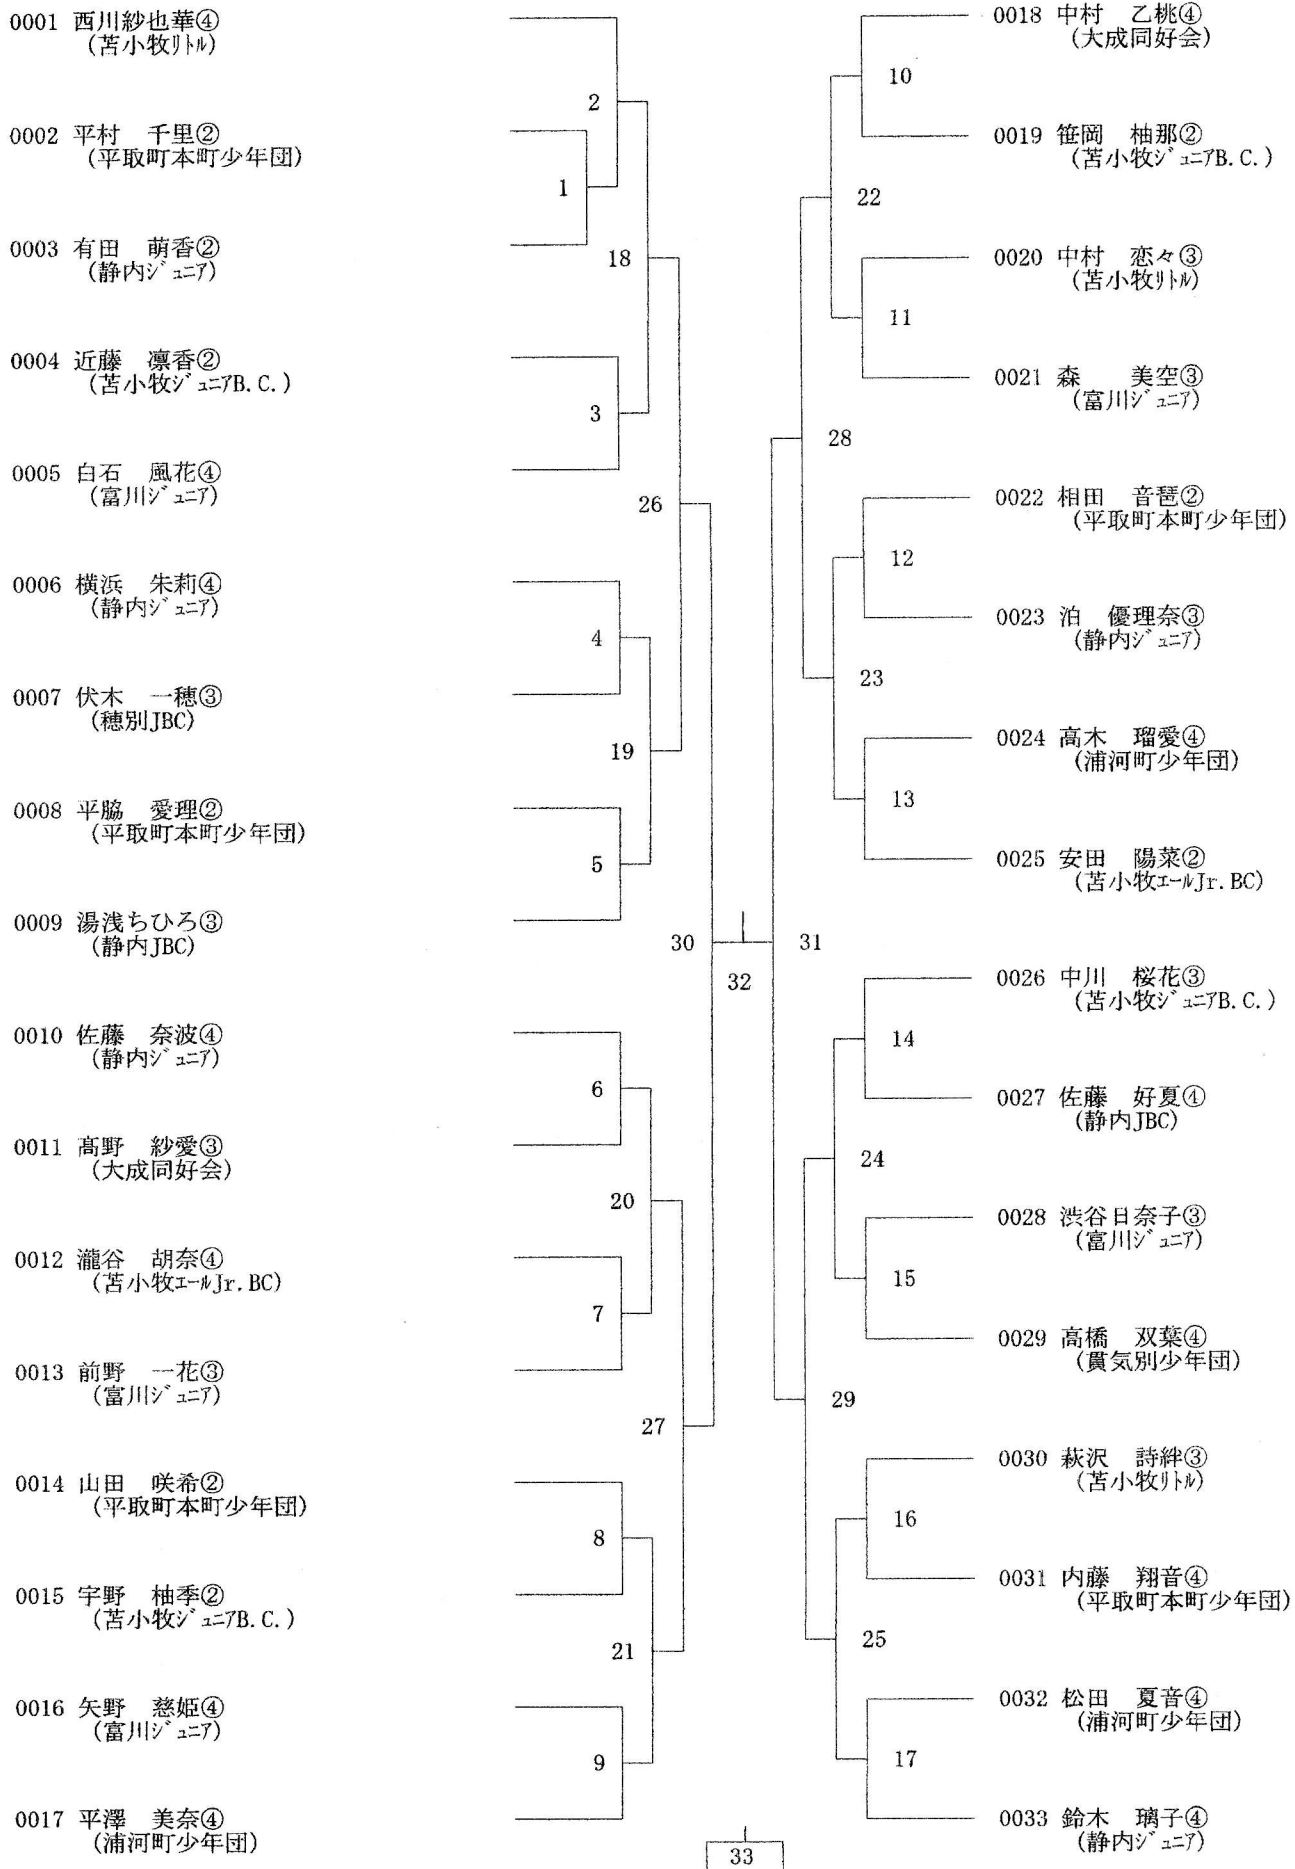 0001 西川紗也華④
(苫小牧ﾘﾄﾙ)
0002 平村　千里②
(平取町本町少年団)
0003 有田　萌香②
(静内ｼﾞｭﾆｱ)
0004 近藤　凛香②
(苫小牧ｼﾞｭﾆｱB.C.)
0005 白石　風花④
(富川ｼﾞｭﾆｱ)
0006 横浜　朱莉④
(静内ｼﾞｭﾆｱ)
0007 伏木　一穂③
(穂別JBC)
0008 平脇　愛理②
(平取町本町少年団)
0009 湯浅ちひろ③
(静内JBC)
0010 佐藤　奈波④
(静内ｼﾞｭﾆｱ)
0011 髙野　紗愛③
(大成同好会)
0012 瀧谷　胡奈④
(苫小牧ｴｰﾙJr.BC)
0013 前野　一花③
(富川ｼﾞｭﾆｱ)
0014 山田　咲希②
(平取町本町少年団)
0015 宇野　柚季②
(苫小牧ｼﾞｭﾆｱB.C.)
0016 矢野　慈姫④
(富川ｼﾞｭﾆｱ)
0017 平澤　美奈④
(浦河町少年団)
2
1
18
3
26
4
19
5
30
6
20
7
27
8
21
9
32
33
31
10
22
11
28
12
23
13
14
24
15
29
16
25
17
0018 中村　乙桃④
(大成同好会)
0019 笹岡　柚那②
(苫小牧ｼﾞｭﾆｱB.C.)
0020 中村　恋々③
(苫小牧ﾘﾄﾙ)
0021 森　　美空③
(富川ｼﾞｭﾆｱ)
0022 相田　音琶②
(平取町本町少年団)
0023 泊　優理奈③
(静内ｼﾞｭﾆｱ)
0024 高木　瑠愛④
(浦河町少年団)
0025 安田　陽菜②
(苫小牧ｴｰﾙJr.BC)
0026 中川　桜花③
(苫小牧ｼﾞｭﾆｱB.C.)
0027 佐藤　好夏④
(静内JBC)
0028 渋谷日奈子③
(富川ｼﾞｭﾆｱ)
0029 高橋　双葉④
(貫気別少年団)
0030 萩沢　詩絆③
(苫小牧ﾘﾄﾙ)
0031 内藤　翔音④
(平取町本町少年団)
0032 松田　夏音④
(浦河町少年団)
0033 鈴木　璃子④
(静内ｼﾞｭﾆｱ)